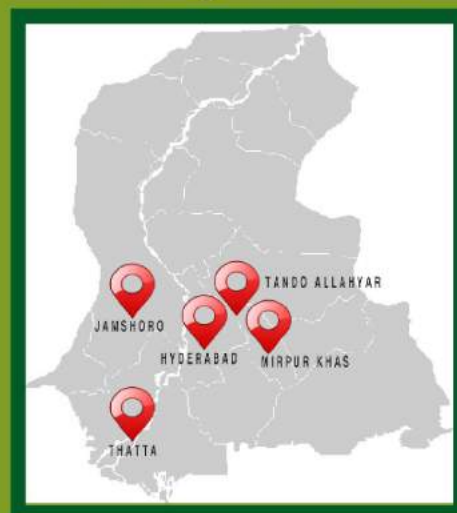 TANDO ALLAHYAR
JAMSHORO
HYDERABAD
MIRPUR KHAS
THATTA